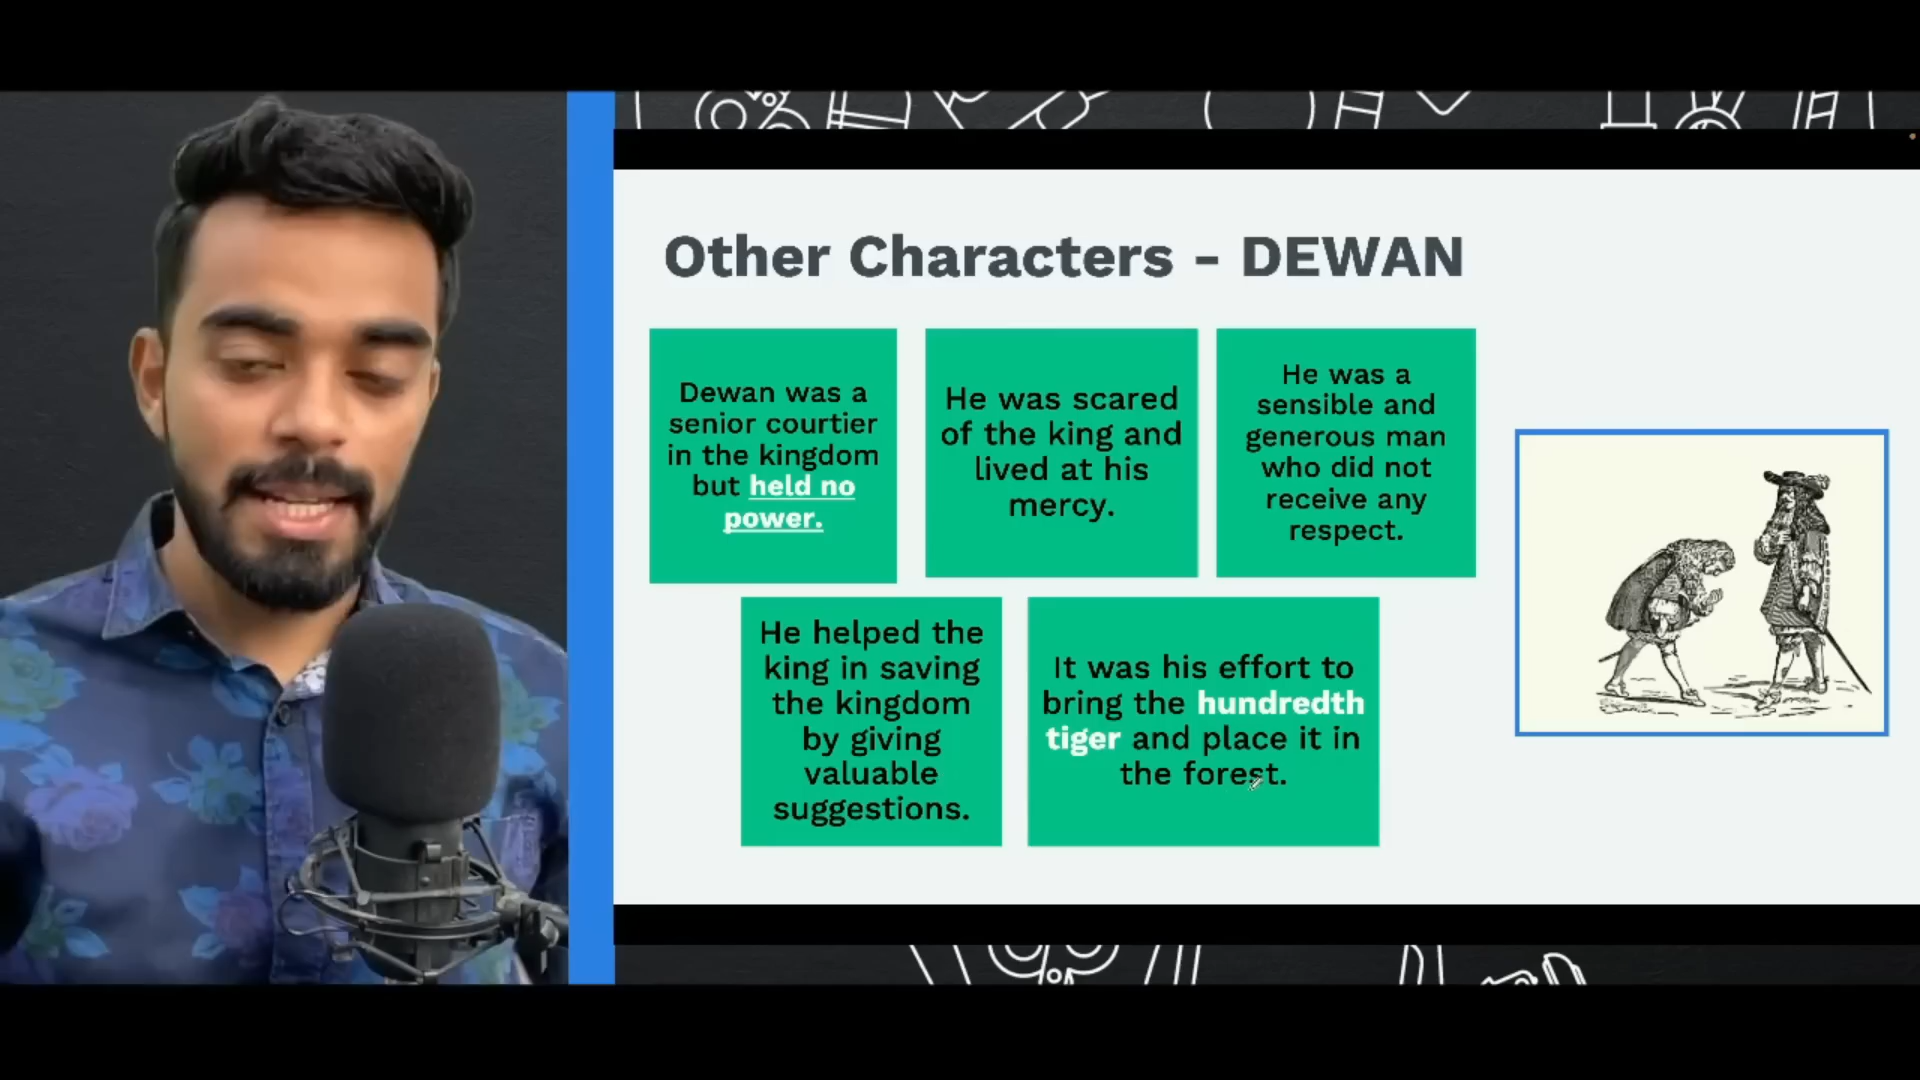 Other Characters - DEWAN
Dewan was a
senior courtier
in the kingdom
but held no
power.
He was scared
of the king and
lived at his
mercy.
He was a
sensible and
generous man
who did not
receive any
respect.
He helped the
king in saving
the kingdom
by giving
valuable
suggestions.
It was his effort to
bring the hundredth
tiger and place it in
the forest.